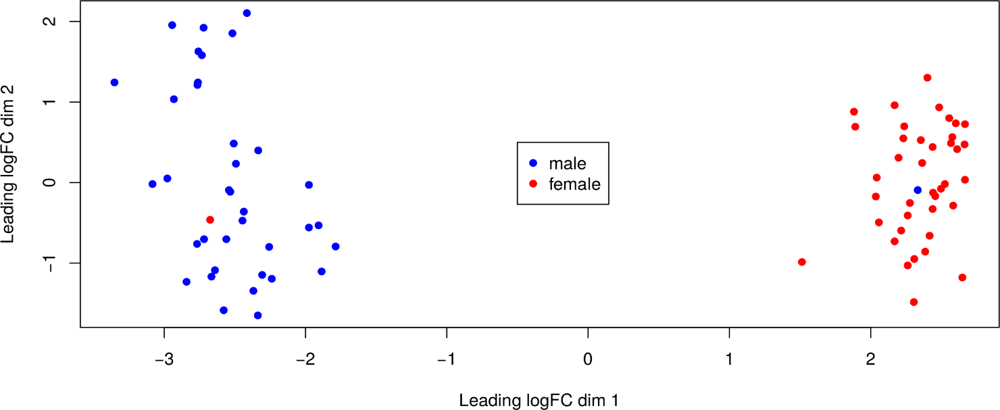 2
1
0
−1
Leading logFC dim 2
male
female
−3
−2
−1
0
1
2
Leading logFC dim 1